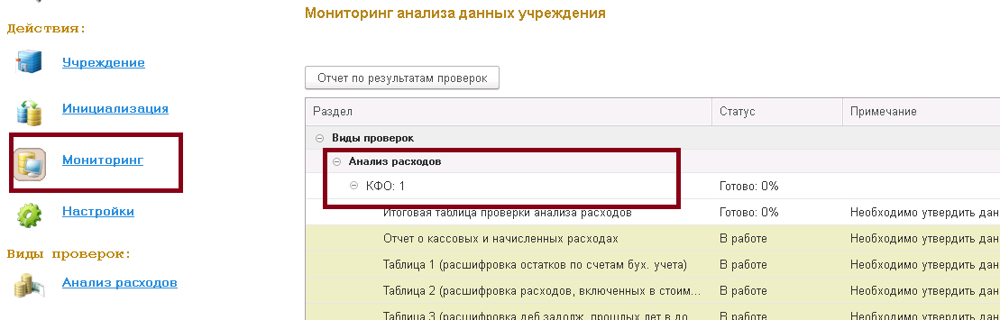 Мониторинг анализа данных учреждения
Действия:
Учреждение
Инициализация
Мониторинг
Настройки
Виды проверок:
Анализ расходов
Отчет по результатам проверок
Раздел Статус Примечание
Виды проверок
Анализ расходов
КФО: 1 Готово: 0%
Итоговая таблица проверки анализа расходов Готово: 0% Необходимо утвердить дан
Отчет о кассовых и начисленных расходах В работе Необходимо утвердить дан
Таблица 1 (расшифровка остатков по счетам бух. учета) В работе Необходимо утвердить дан
Таблица 2 (расшифровка расходов, включенных в стоим... В работе Необходимо утвердить дан
Таблица 3 (расшифровка деб.задолж. прошлых лет в до... В работе Необходимо утвердить дан